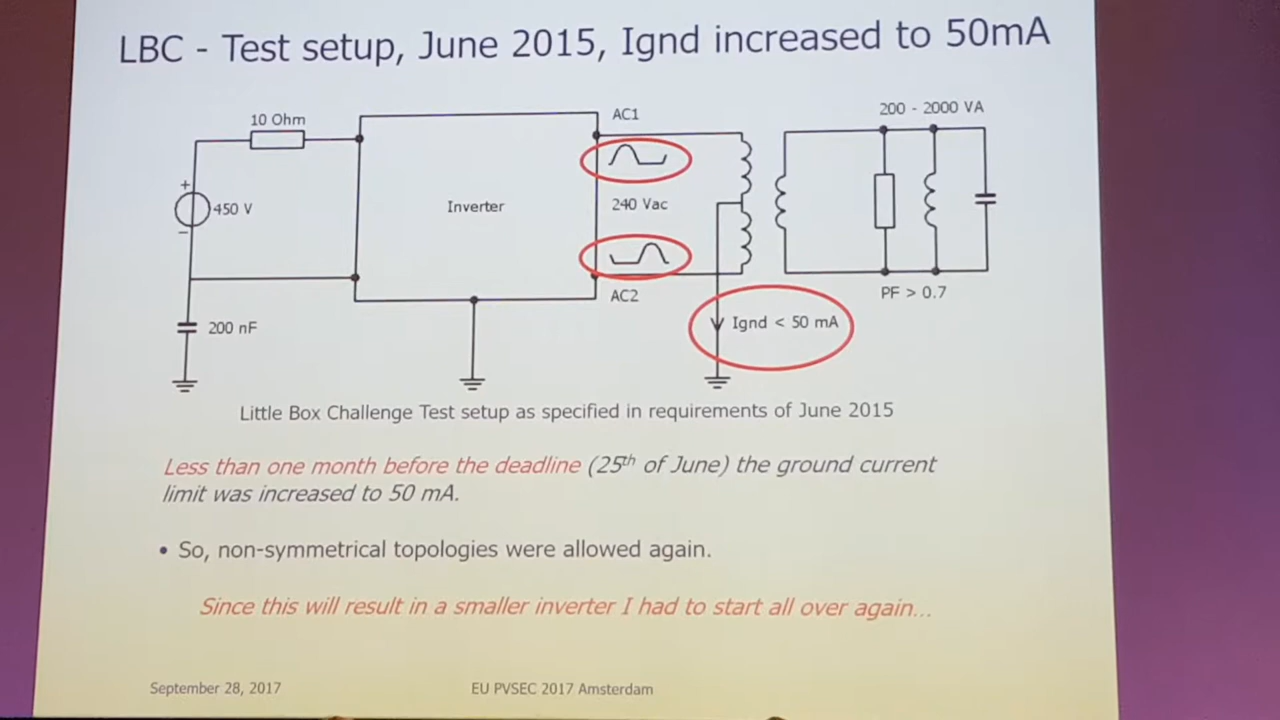 LBC - Test setup, June 2015, Ignd increased to 50mA
200 - 2000 VA
10 Ohm
AC1
+
450 V
−
Inverter
240 Vac
AC2
PF > 0.7
200 nF
Ignd < 50 mA
Little Box Challenge Test setup as specified in requirements of June 2015
Less than one month before the deadline (25th of June) the ground current
limit was increased to 50 mA.
• So, non-symmetrical topologies were allowed again.
Since this will result in a smaller inverter I had to start all over again...
September 28, 2017
EU PVSEC 2017 Amsterdam